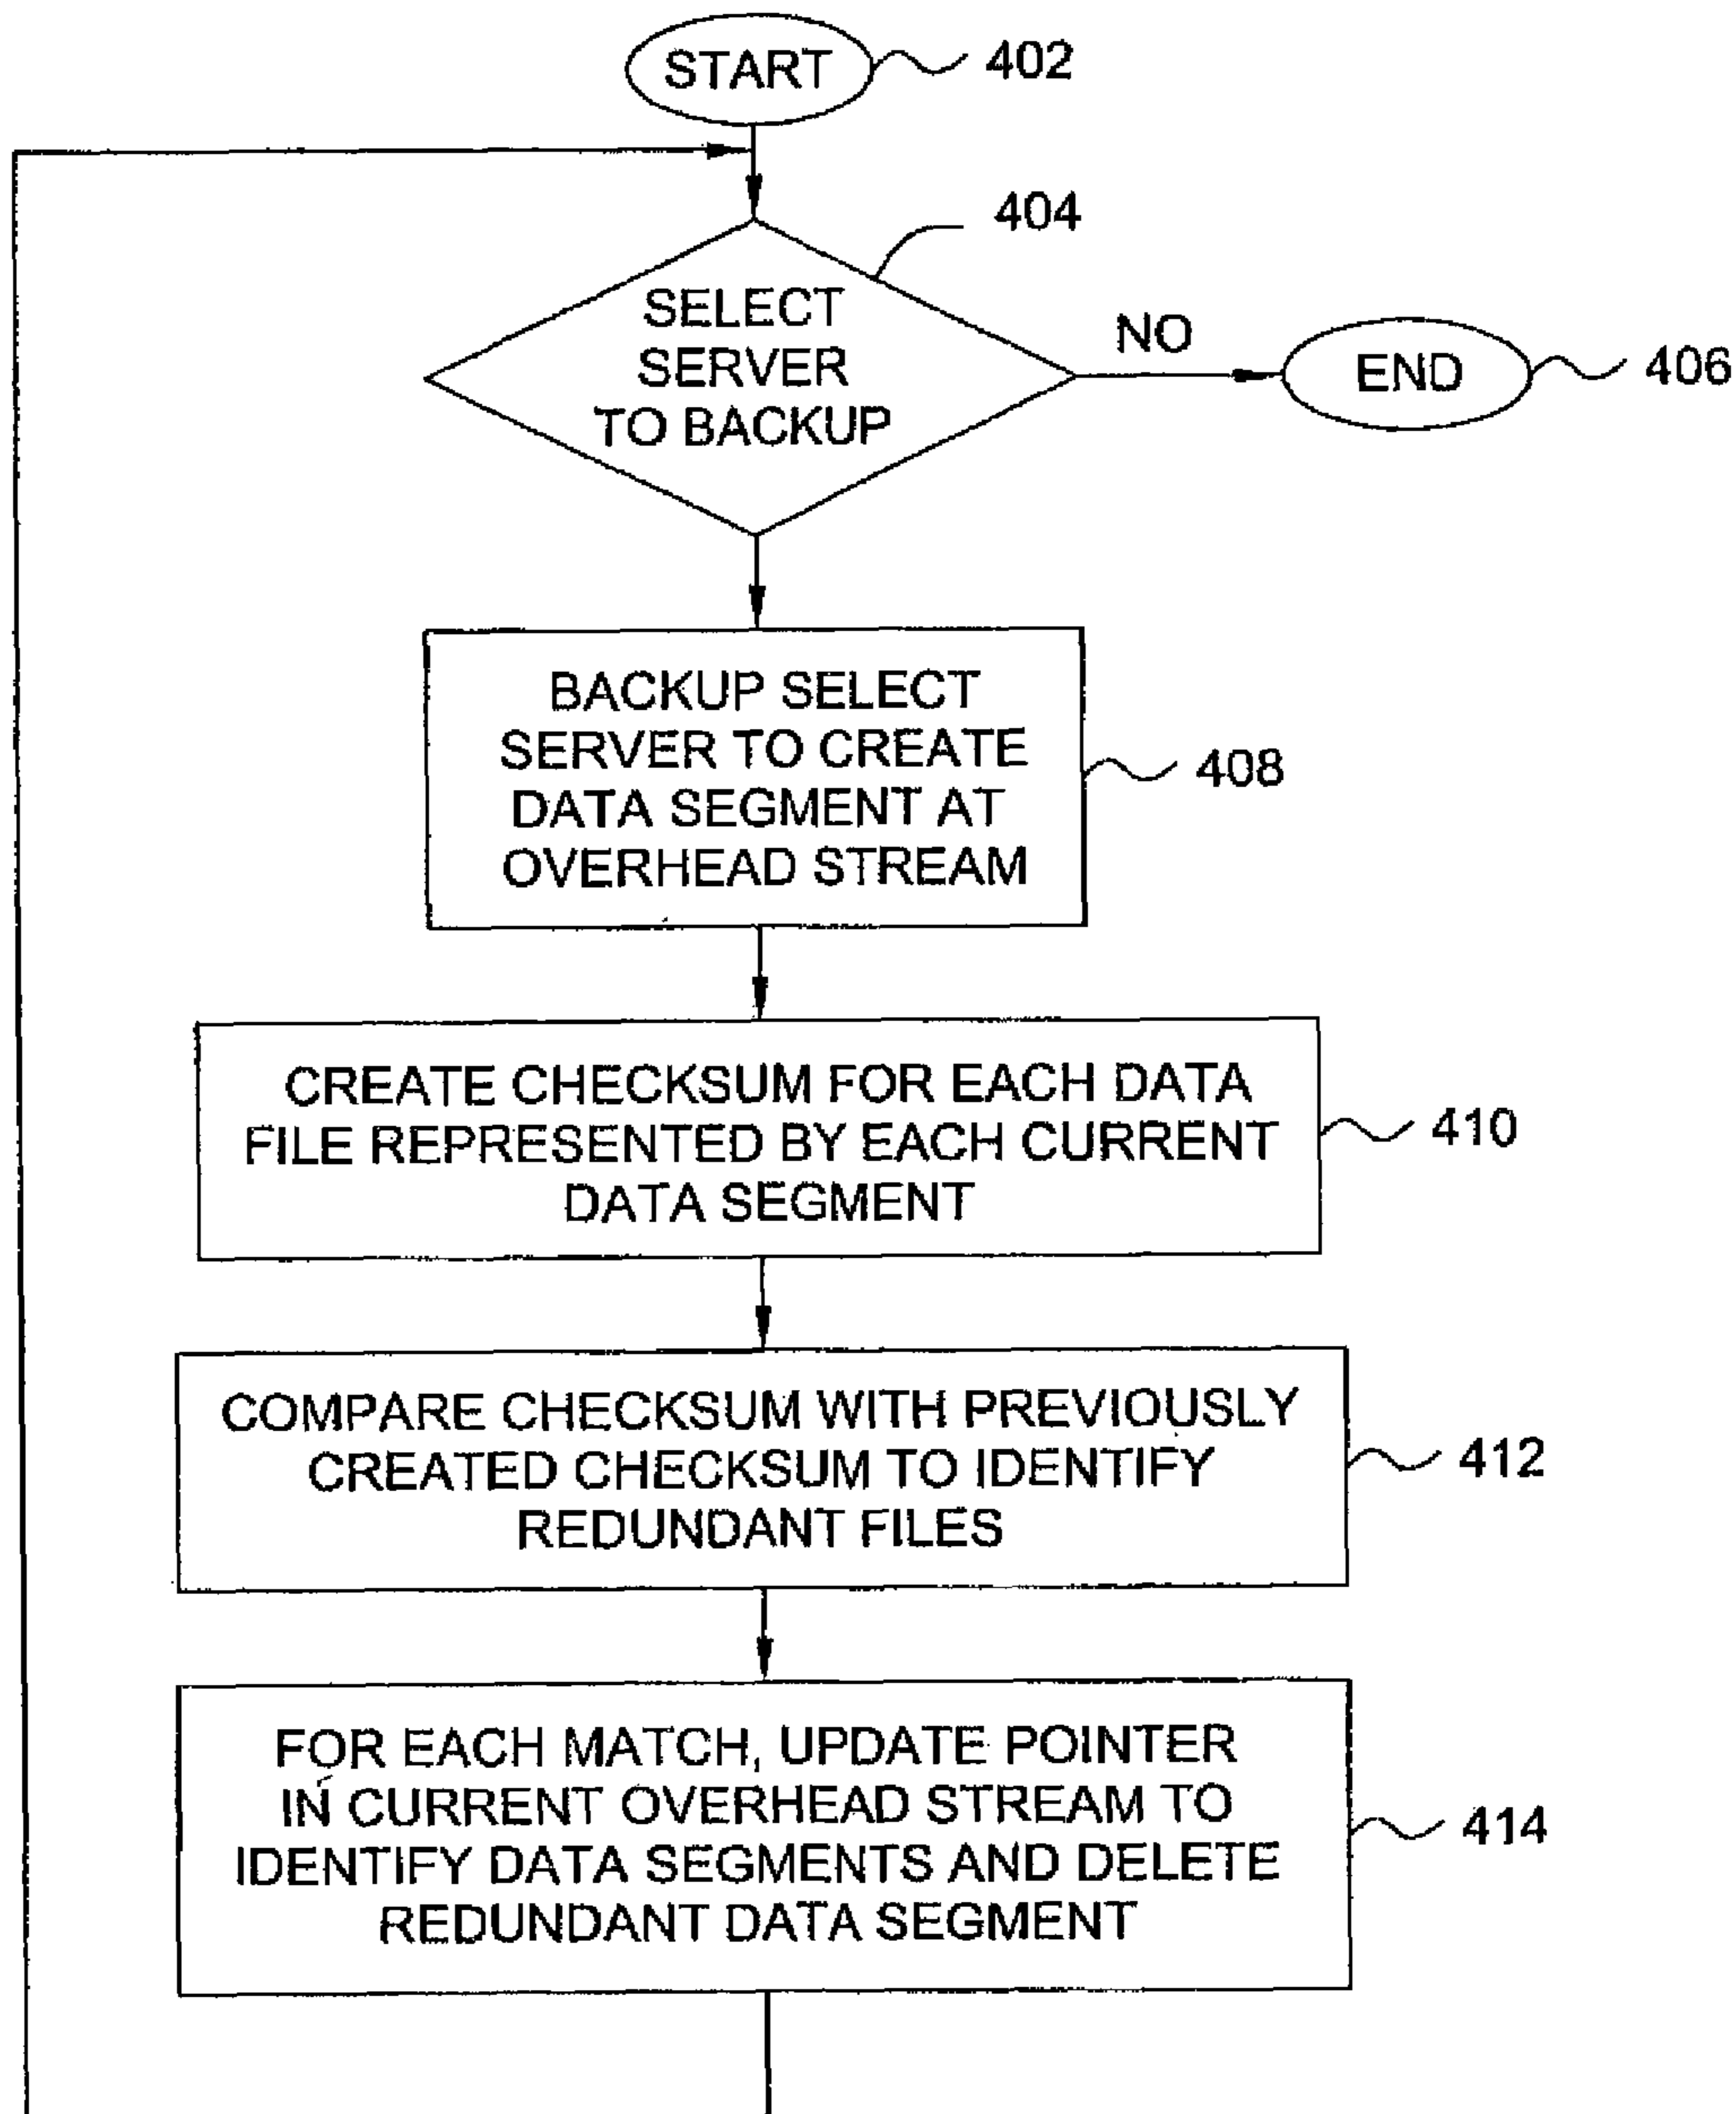 START
402
404
SELECT
SERVER
TO BACKUP
NO
END
406
BACKUP SELECT
SERVER TO CREATE
DATA SEGMENT AT
OVERHEAD STREAM
408
CREATE CHECKSUM FOR EACH DATA
FILE REPRESENTED BY EACH CURRENT
DATA SEGMENT
410
COMPARE CHECKSUM WITH PREVIOUSLY
CREATED CHECKSUM TO IDENTIFY
REDUNDANT FILES
412
FOR EACH MATCH, UPDATE POINTER
IN CURRENT OVERHEAD STREAM TO
IDENTIFY DATA SEGMENTS AND DELETE
REDUNDANT DATA SEGMENT
414